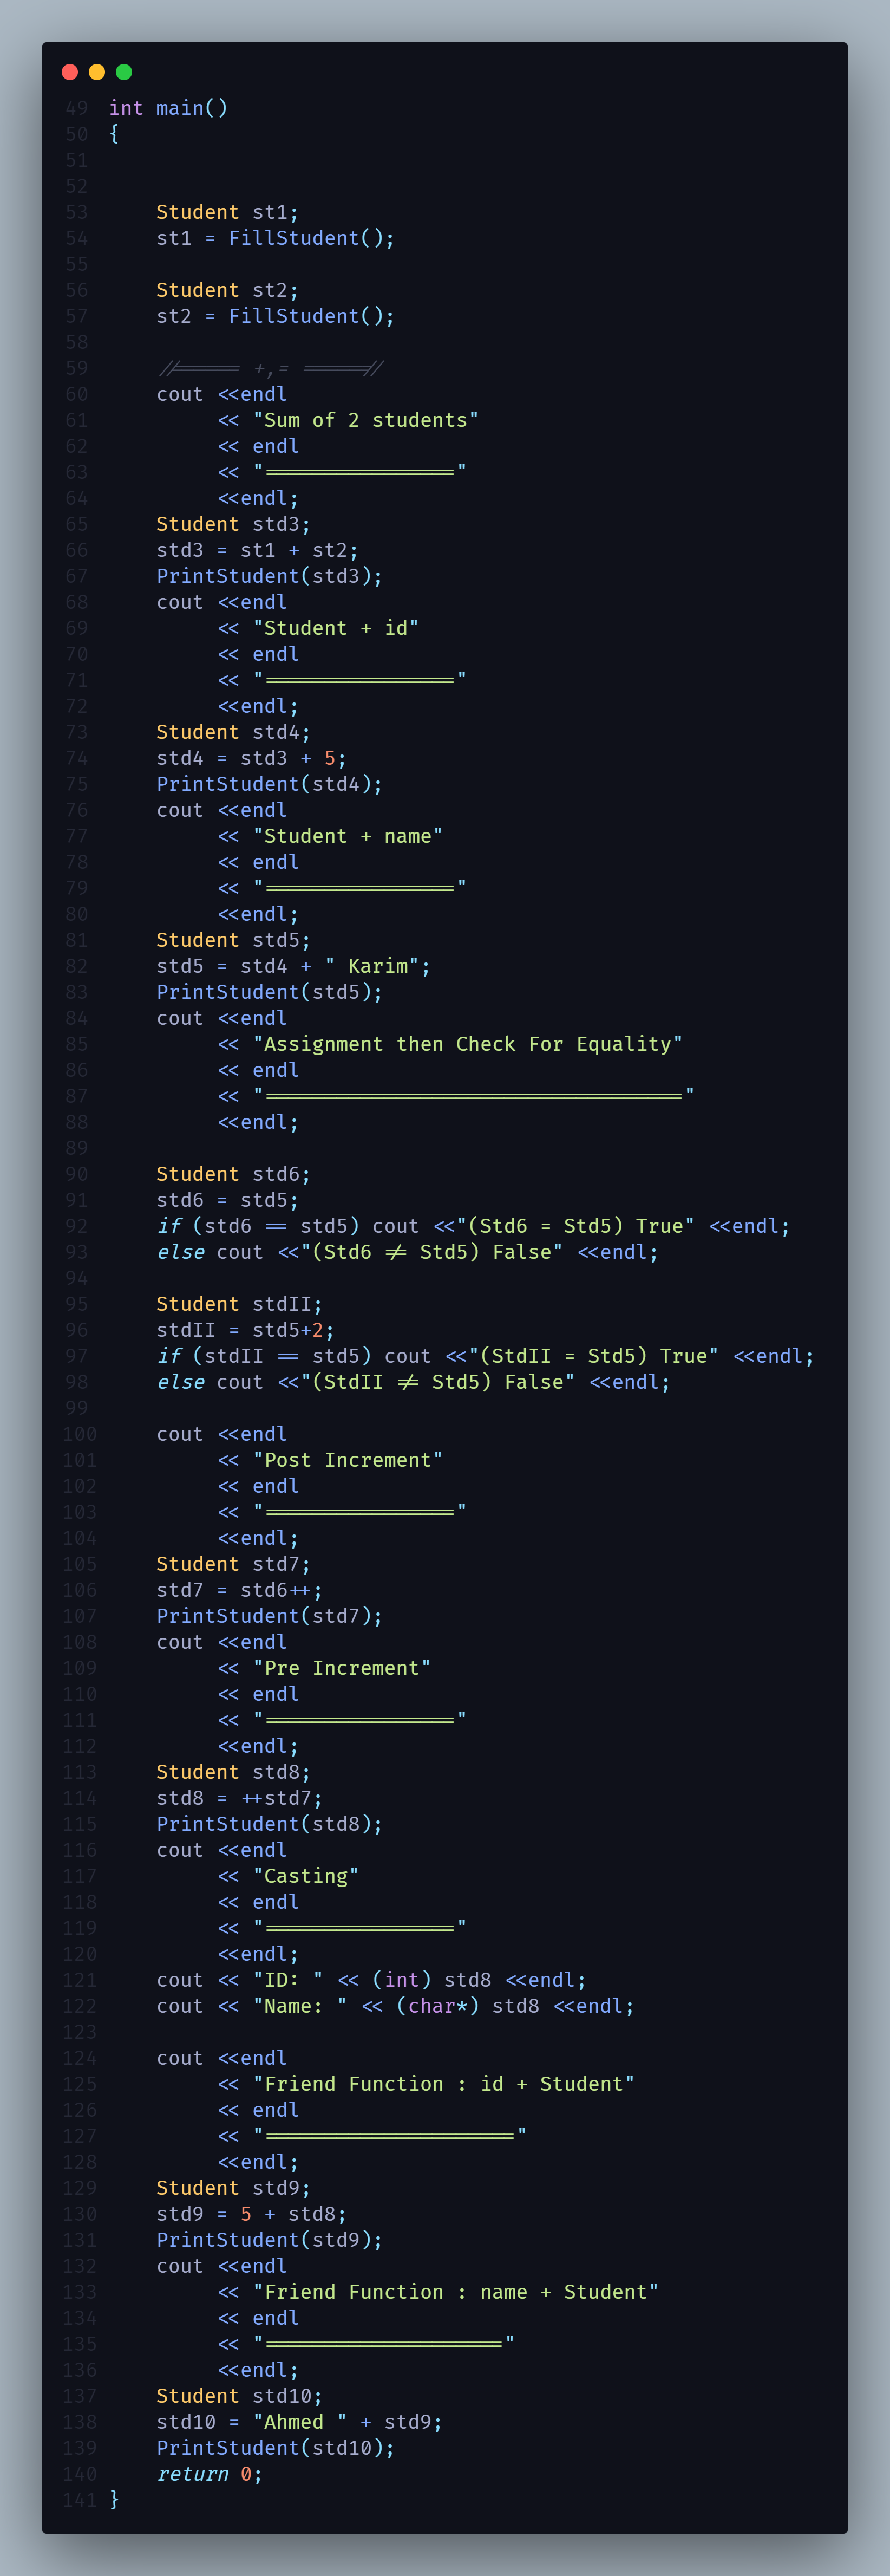 49 int main()
50 {
51
52
53     Student st1;
54     st1 = FillStudent();
55
56     Student st2;
57     st2 = FillStudent();
58
59     //===== +,= =====//
60     cout <<endl
61          << "Sum of 2 students"
62          << endl
63          << "================"
64          <<endl;
65     Student std3;
66     std3 = st1 + st2;
67     PrintStudent(std3);
68     cout <<endl
69          << "Student + id"
70          << endl
71          << "================"
72          <<endl;
73     Student std4;
74     std4 = std3 + 5;
75     PrintStudent(std4);
76     cout <<endl
77          << "Student + name"
78          << endl
79          << "================"
80          <<endl;
81     Student std5;
82     std5 = std4 + " Karim";
83     PrintStudent(std5);
84     cout <<endl
85          << "Assignment then Check For Equality"
86          << endl
87          << "==================================="
88          <<endl;
89
90     Student std6;
91     std6 = std5;
92     if (std6 == std5) cout <<"(Std6 = Std5) True" <<endl;
93     else cout <<"(Std6 != Std5) False" <<endl;
94
95     Student stdII;
96     stdII = std5+2;
97     if (stdII == std5) cout <<"(StdII = Std5) True" <<endl;
98     else cout <<"(StdII != Std5) False" <<endl;
99
100     cout <<endl
101          << "Post Increment"
102          << endl
103          << "================"
104          <<endl;
105     Student std7;
106     std7 = std6++;
107     PrintStudent(std7);
108     cout <<endl
109          << "Pre Increment"
110          << endl
111          << "================"
112          <<endl;
113     Student std8;
114     std8 = ++std7;
115     PrintStudent(std8);
116     cout <<endl
117          << "Casting"
118          << endl
119          << "================"
120          <<endl;
121     cout << "ID: " << (int) std8 <<endl;
122     cout << "Name: " << (char*) std8 <<endl;
123
124     cout <<endl
125          << "Friend Function : id + Student"
126          << endl
127          << "====================="
128          <<endl;
129     Student std9;
130     std9 = 5 + std8;
131     PrintStudent(std9);
132     cout <<endl
133          << "Friend Function : name + Student"
134          << endl
135          << "===================="
136          <<endl;
137     Student std10;
138     std10 = "Ahmed " + std9;
139     PrintStudent(std10);
140     return 0;
141 }